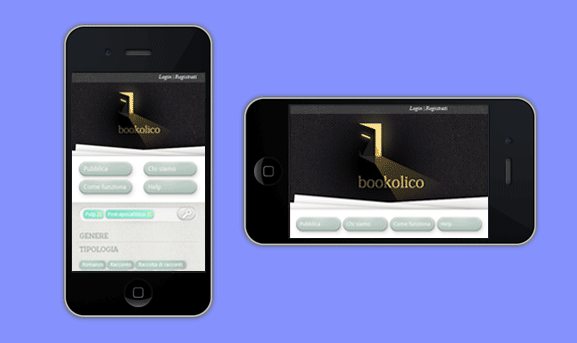 Login | Registrati
bookolico
Pubblica
Chi siamo
Come funziona
Help
Pulp
Post-apocalittico
GENERE
TIPOLOGIA
Romanzo
Racconto
Raccolta di racconti
Login | Registrati
bookolico
Pubblica
Chi siamo
Come funziona
Help